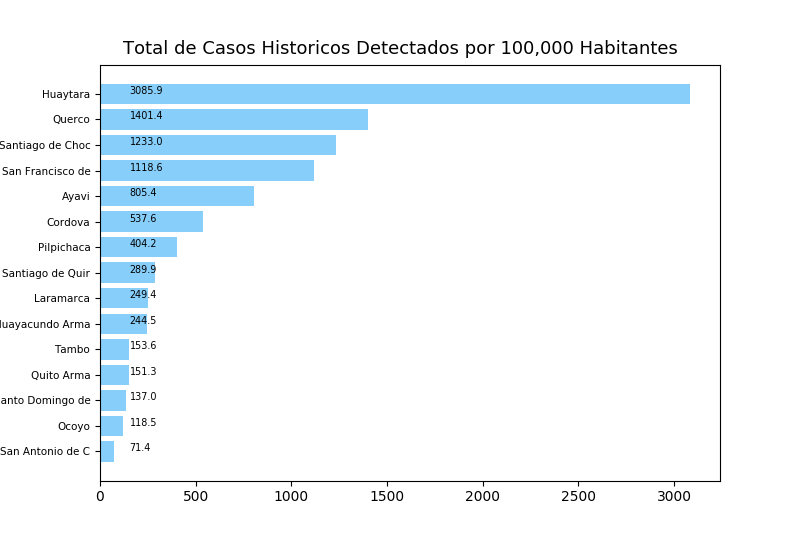 Total de Casos Historicos Detectados por 100,000 Habitantes
Huaytara 3085.9
Querco 1401.4
Santiago de Choc 1233.0
San Francisco de 1118.6
Ayavi 805.4
Cordova 537.6
Pilpichaca 404.2
Santiago de Quir 289.9
Laramarca 249.4
uayacundo Arma 244.5
Tambo 153.6
Quito Arma 151.3
anto Domingo de 137.0
Ocoyo 118.5
San Antonio de C 71.4
0 500 1000 1500 2000 2500 3000